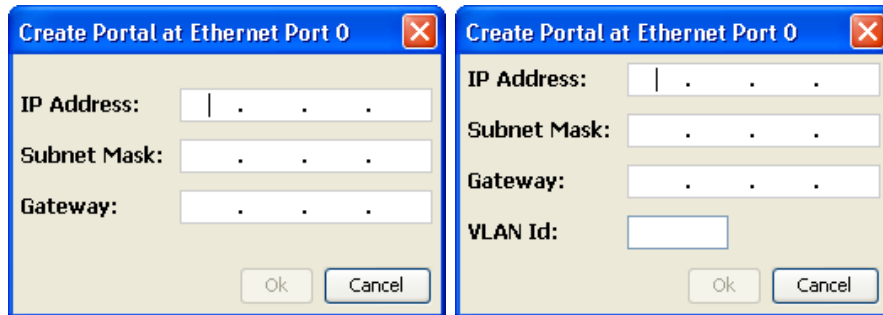 Create Portal at Ethernet Port 0
IP Address: . . .
Subnet Mask: . . .
Gateway: . . .
Ok Cancel
Create Portal at Ethernet Port 0
IP Address: . . .
Subnet Mask: . . .
Gateway: . . .
VLAN Id:
Ok Cancel